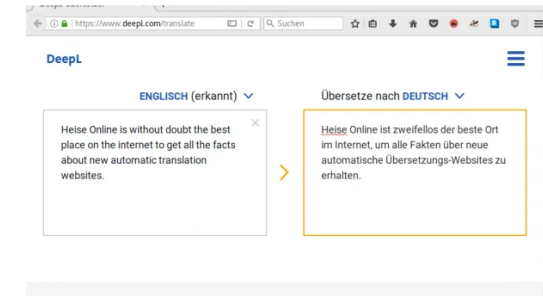 https://www.deepl.com/translate
Suchen
DeepL
ENGLISCH (erkannt)
Übersetze nach DEUTSCH
Heise Online is without doubt the best
place on the internet to get all the facts
about new automatic translation
websites.
Heise Online ist zweifellos der beste Ort
im Internet, um alle Fakten über neue
automatische Übersetzungs-Websites zu
erhalten.